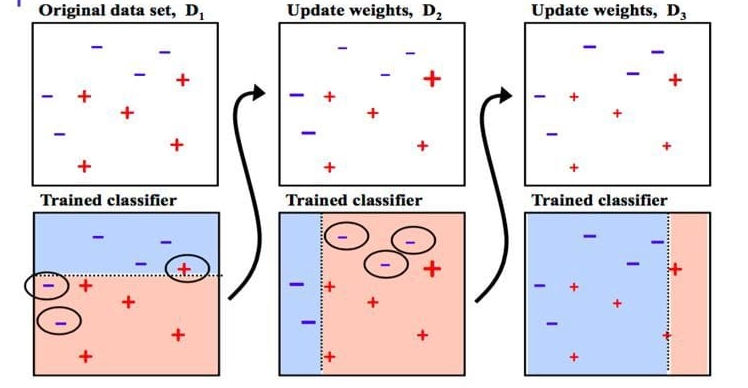 Original data set, D₁
Update weights, D₂
Update weights, D₃
Trained classifier
Trained classifier
Trained classifier